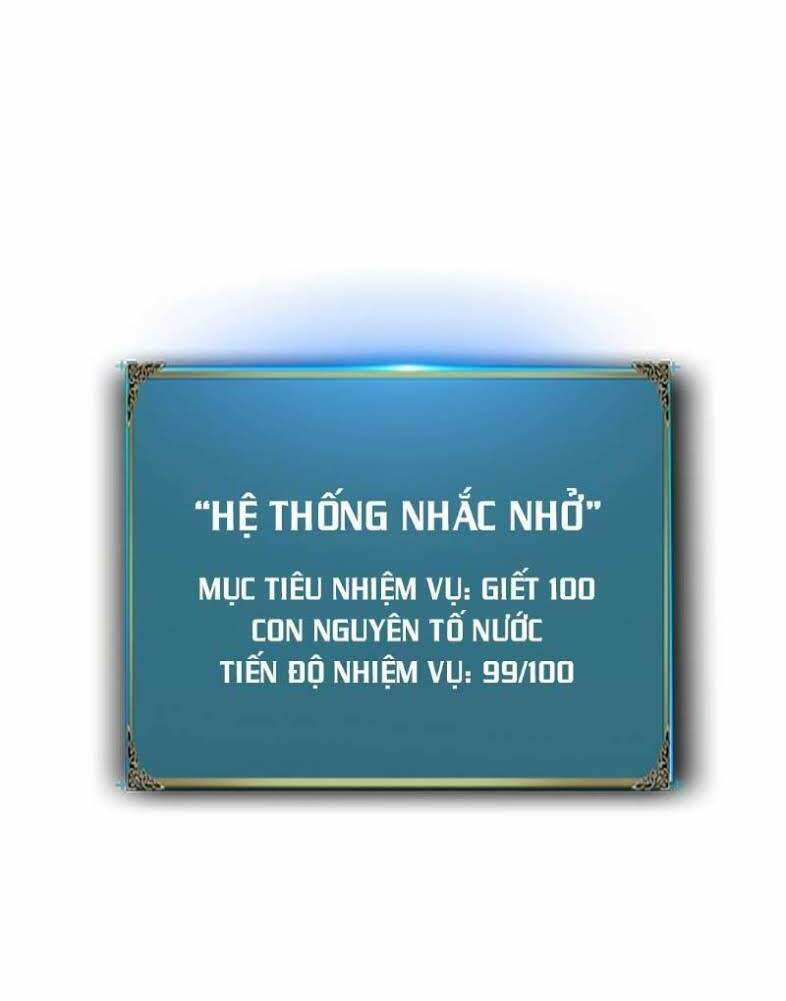 “HỆ THỐNG NHẮC NHỞ”
MỤC TIÊU NHIỆM VỤ: GIẾT 100
CON NGUYÊN TỐ NƯỚC
TIẾN ĐỘ NHIỆM VỤ: 99/100